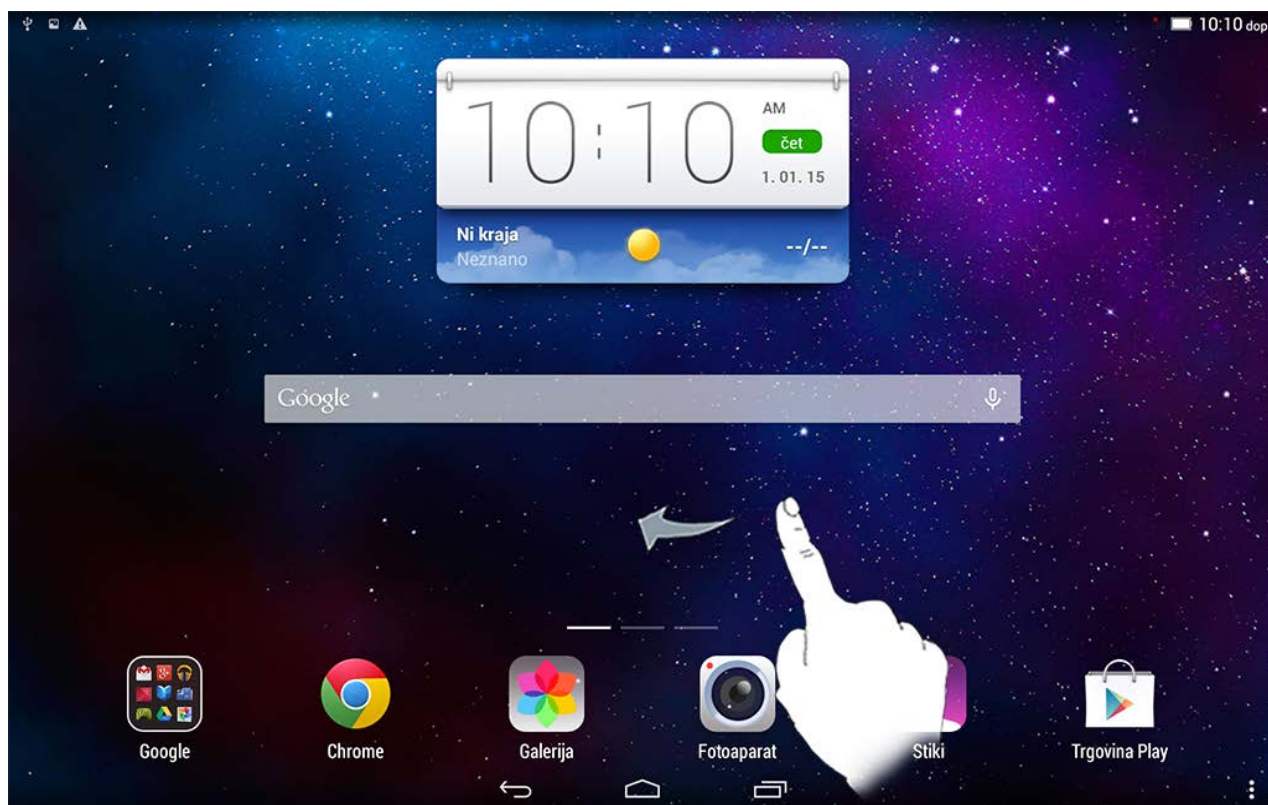 10:10 dop
10:10
AM
čet
1. 01. 15
Ni kraja
Neznano
--/--
Google
Google
Chrome
Galerija
Fotoaparat
Stiki
Trgovina Play